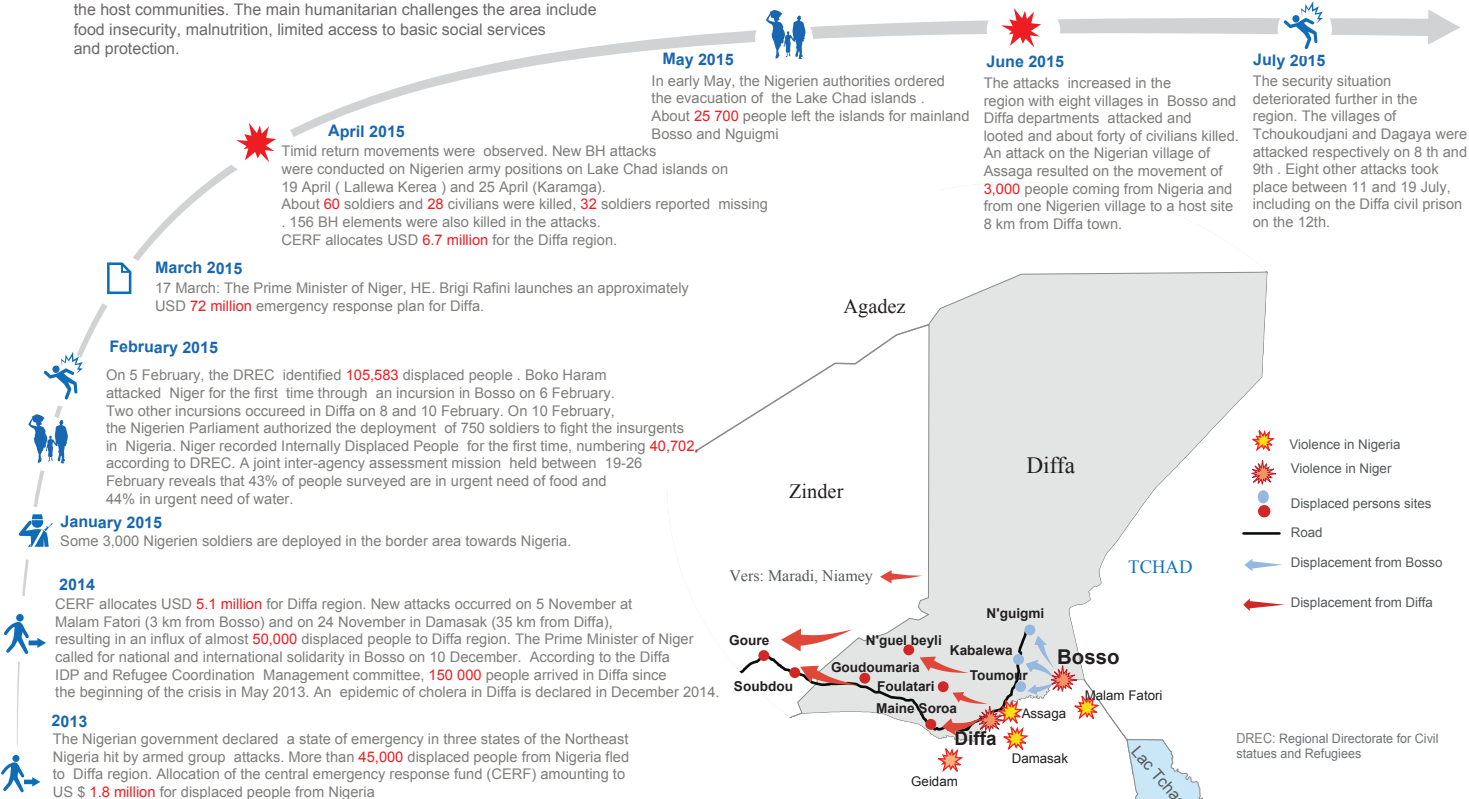 the host communities. The main humanitarian challenges the area include
food insecurity, malnutrition, limited access to basic social services
and protection.
May 2015
In early May, the Nigerien authorities ordered
the evacuation of the Lake Chad islands .
About 25 700 people left the islands for mainland
Bosso and Nguigmi
June 2015
The attacks increased in the
region with eight villages in Bosso and
Diffa departments attacked and
looted and about forty of civilians killed.
An attack on the Nigerian village of
Assaga resulted on the movement of
3,000 people coming from Nigeria and
from one Nigerien village to a host site
8 km from Diffa town.
July 2015
The security situation
deteriorated further in the
region. The villages of
Tchoukoudjani and Dagaya were
attacked respectively on 8 th and
9th . Eight other attacks took
place between 11 and 19 July,
including on the Diffa civil prison
on the 12th.
April 2015
Timid return movements were observed. New BH attacks
were conducted on Nigerien army positions on Lake Chad islands on
19 April ( Lallewa Kerea ) and 25 April (Karamga).
About 60 soldiers and 28 civilians were killed, 32 soldiers reported missing
. 156 BH elements were also killed in the attacks.
CERF allocates USD 6.7 million for the Diffa region.
March 2015
17 March: The Prime Minister of Niger, HE. Brigi Rafini launches an approximately
USD 72 million emergency response plan for Diffa.
February 2015
On 5 February, the DREC identified 105,583 displaced people . Boko Haram
attacked Niger for the first time through an incursion in Bosso on 6 February.
Two other incursions occureed in Diffa on 8 and 10 February. On 10 February,
the Nigerien Parliament authorized the deployment of 750 soldiers to fight the insurgents
in Nigeria. Niger recorded Internally Displaced People for the first time, numbering 40,702,
according to DREC. A joint inter-agency assessment mission held between 19-26
February reveals that 43% of people surveyed are in urgent need of food and
44% in urgent need of water.
January 2015
Some 3,000 Nigerien soldiers are deployed in the border area towards Nigeria.
2014
CERF allocates USD 5.1 million for Diffa region. New attacks occurred on 5 November at
Malam Fatori (3 km from Bosso) and on 24 November in Damasak (35 km from Diffa),
resulting in an influx of almost 50,000 displaced people to Diffa region. The Prime Minister of Niger
called for national and international solidarity in Bosso on 10 December. According to the Diffa
IDP and Refugee Coordination Management Committee, 150 000 people arrived in Diffa since
the beginning of the crisis in May 2013. An epidemic of cholera in Diffa is declared in December 2014.
2013
The Nigerian government declared a state of emergency in three states of the Northeast
Nigeria hit by armed group attacks. More than 45,000 displaced people from Nigeria fled
to Diffa region. Allocation of the central emergency response fund (CERF) amounting to
US $ 1.8 million for displaced people from Nigeria
Agadez
Diffa
Zinder
TCHAD
Vers: Maradi, Niamey
N'guigmi
Goure
N'guel beyli
Kabalewa
Bosso
Goudoumaria
Toumour
Soubdou
Foulatari
Malam Fatori
Maine Soroa
Assaga
Diffa
Damasak
Geidam
Lac Tchad
Violence in Nigeria
Violence in Niger
Displaced persons sites
Road
Displacement from Bosso
Displacement from Diffa
DREC: Regional Directorate for Civil
statues and Refugiees